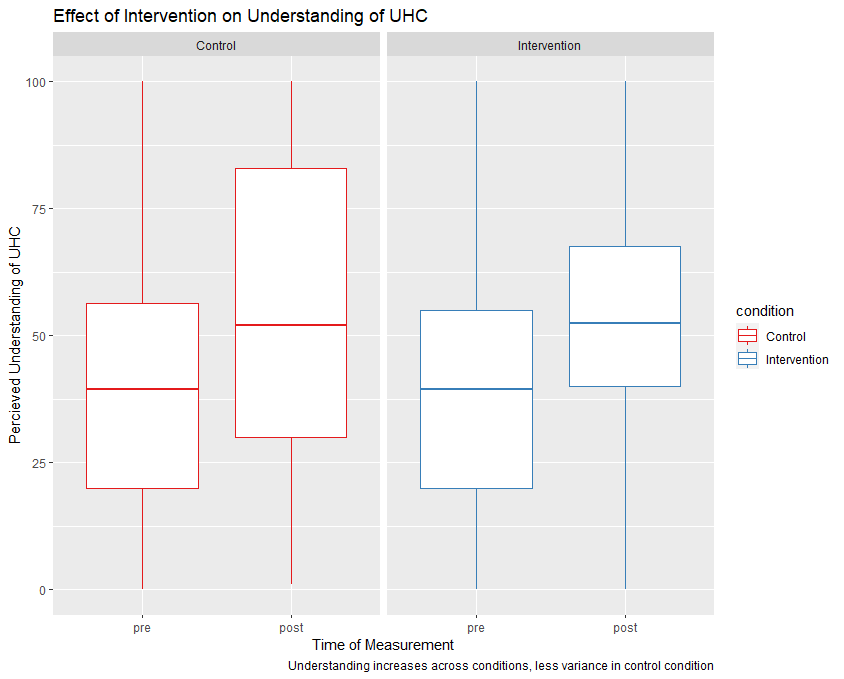 Effect of Intervention on Understanding of UHC
Control
Intervention
100
75
50
25
0
Percieved Understanding of UHC
pre
post
pre
post
Time of Measurement
Understanding increases across conditions, less variance in control condition
condition
Control
Intervention